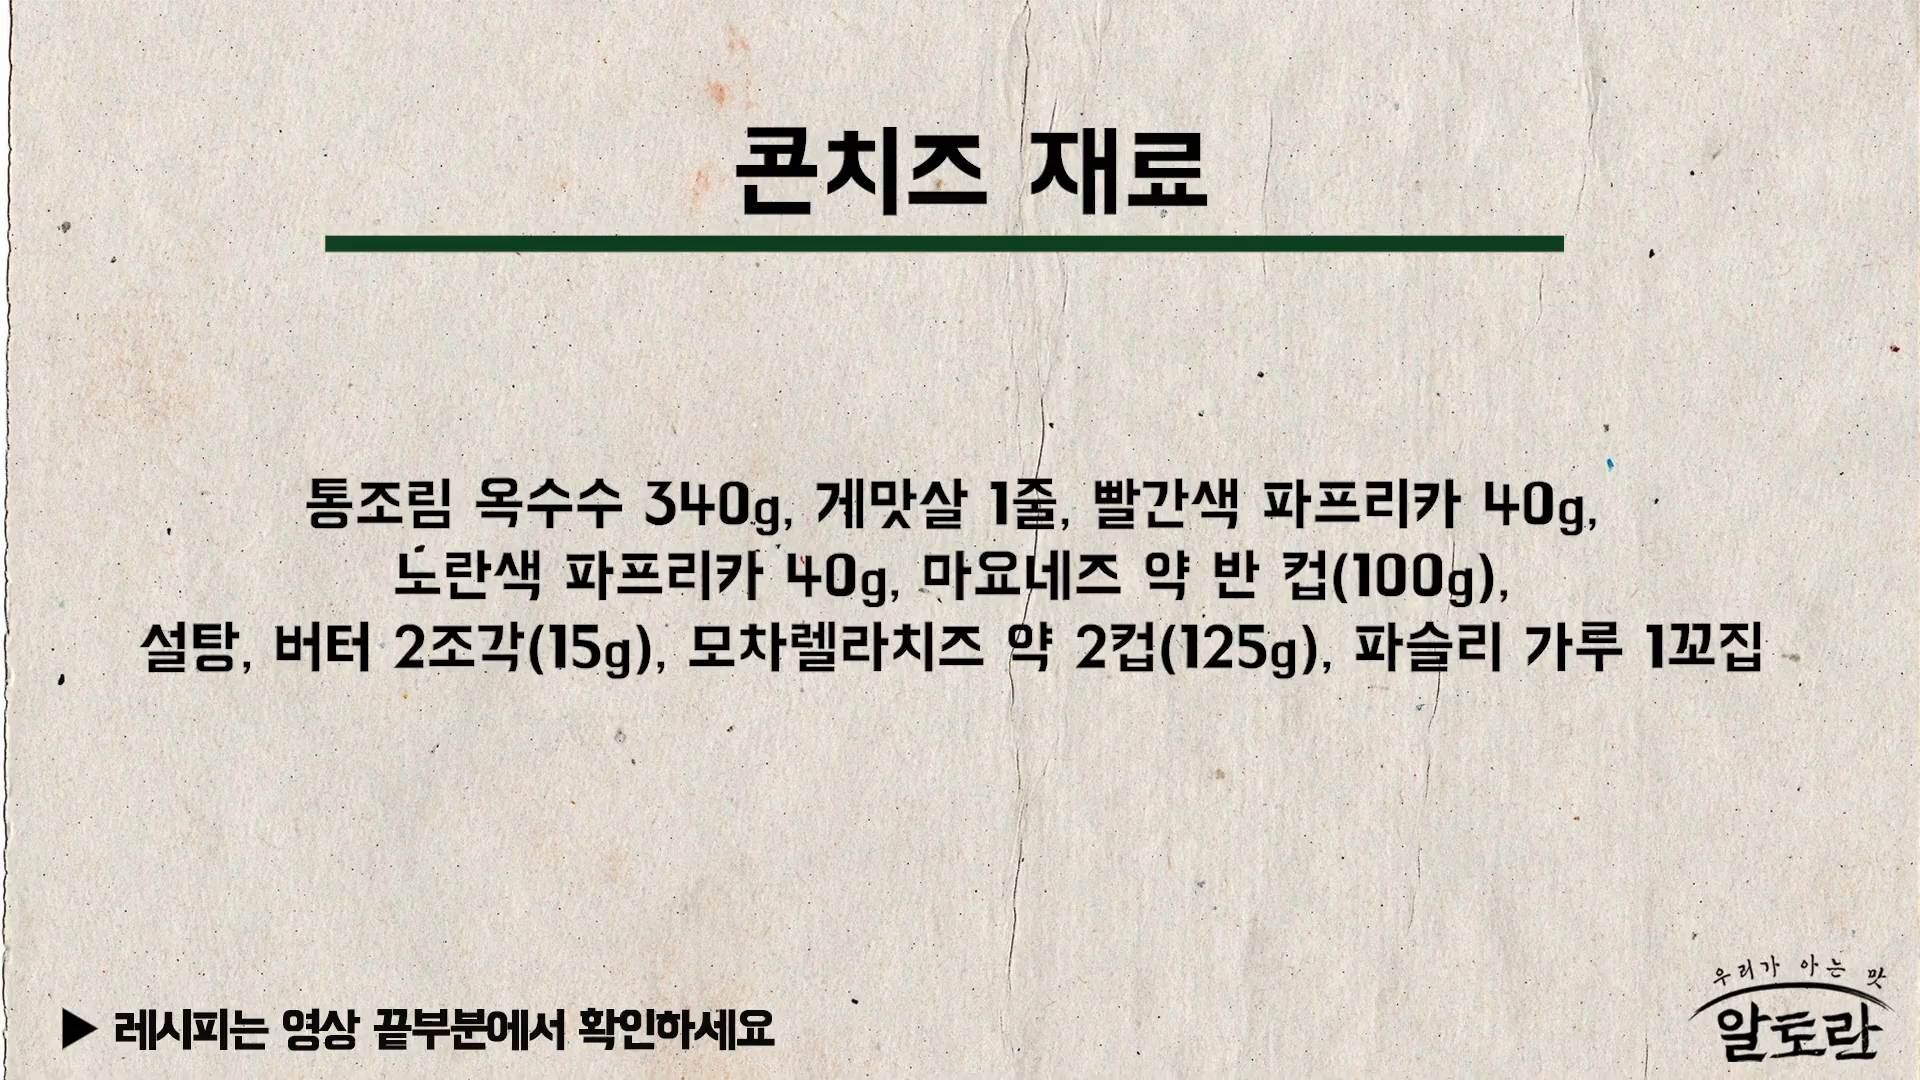 콘치즈 재료
통조림 옥수수 340g, 게맛살 1줄, 빨간색 파프리카 40g,
노란색 파프리카 40g, 마요네즈 약 반 컵(100g),
설탕, 버터 2조각(15g), 모차렐라치즈 약 2컵(125g), 파슬리 가루 1꼬집
▶ 레시피는 영상 끝부분에서 확인하세요
우리가 아는 맛
알토란